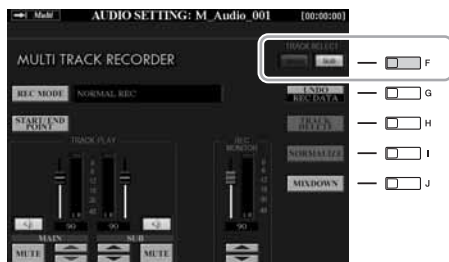 Multi AUDIO SETTING: M_Audio_001 [00:00:00]
TRACK SELECT
MULTI TRACK RECORDER
SUB
F
REC MODE NORMAL REC
UNDO
REC DATA
G
START/END
POINT
TRACK
DELETE
H
TRACK PLAY
REC
MONITOR
NORMALIZE
I
MIXDOWN
J
90 90 90
MAIN SUB
MUTE MUTE